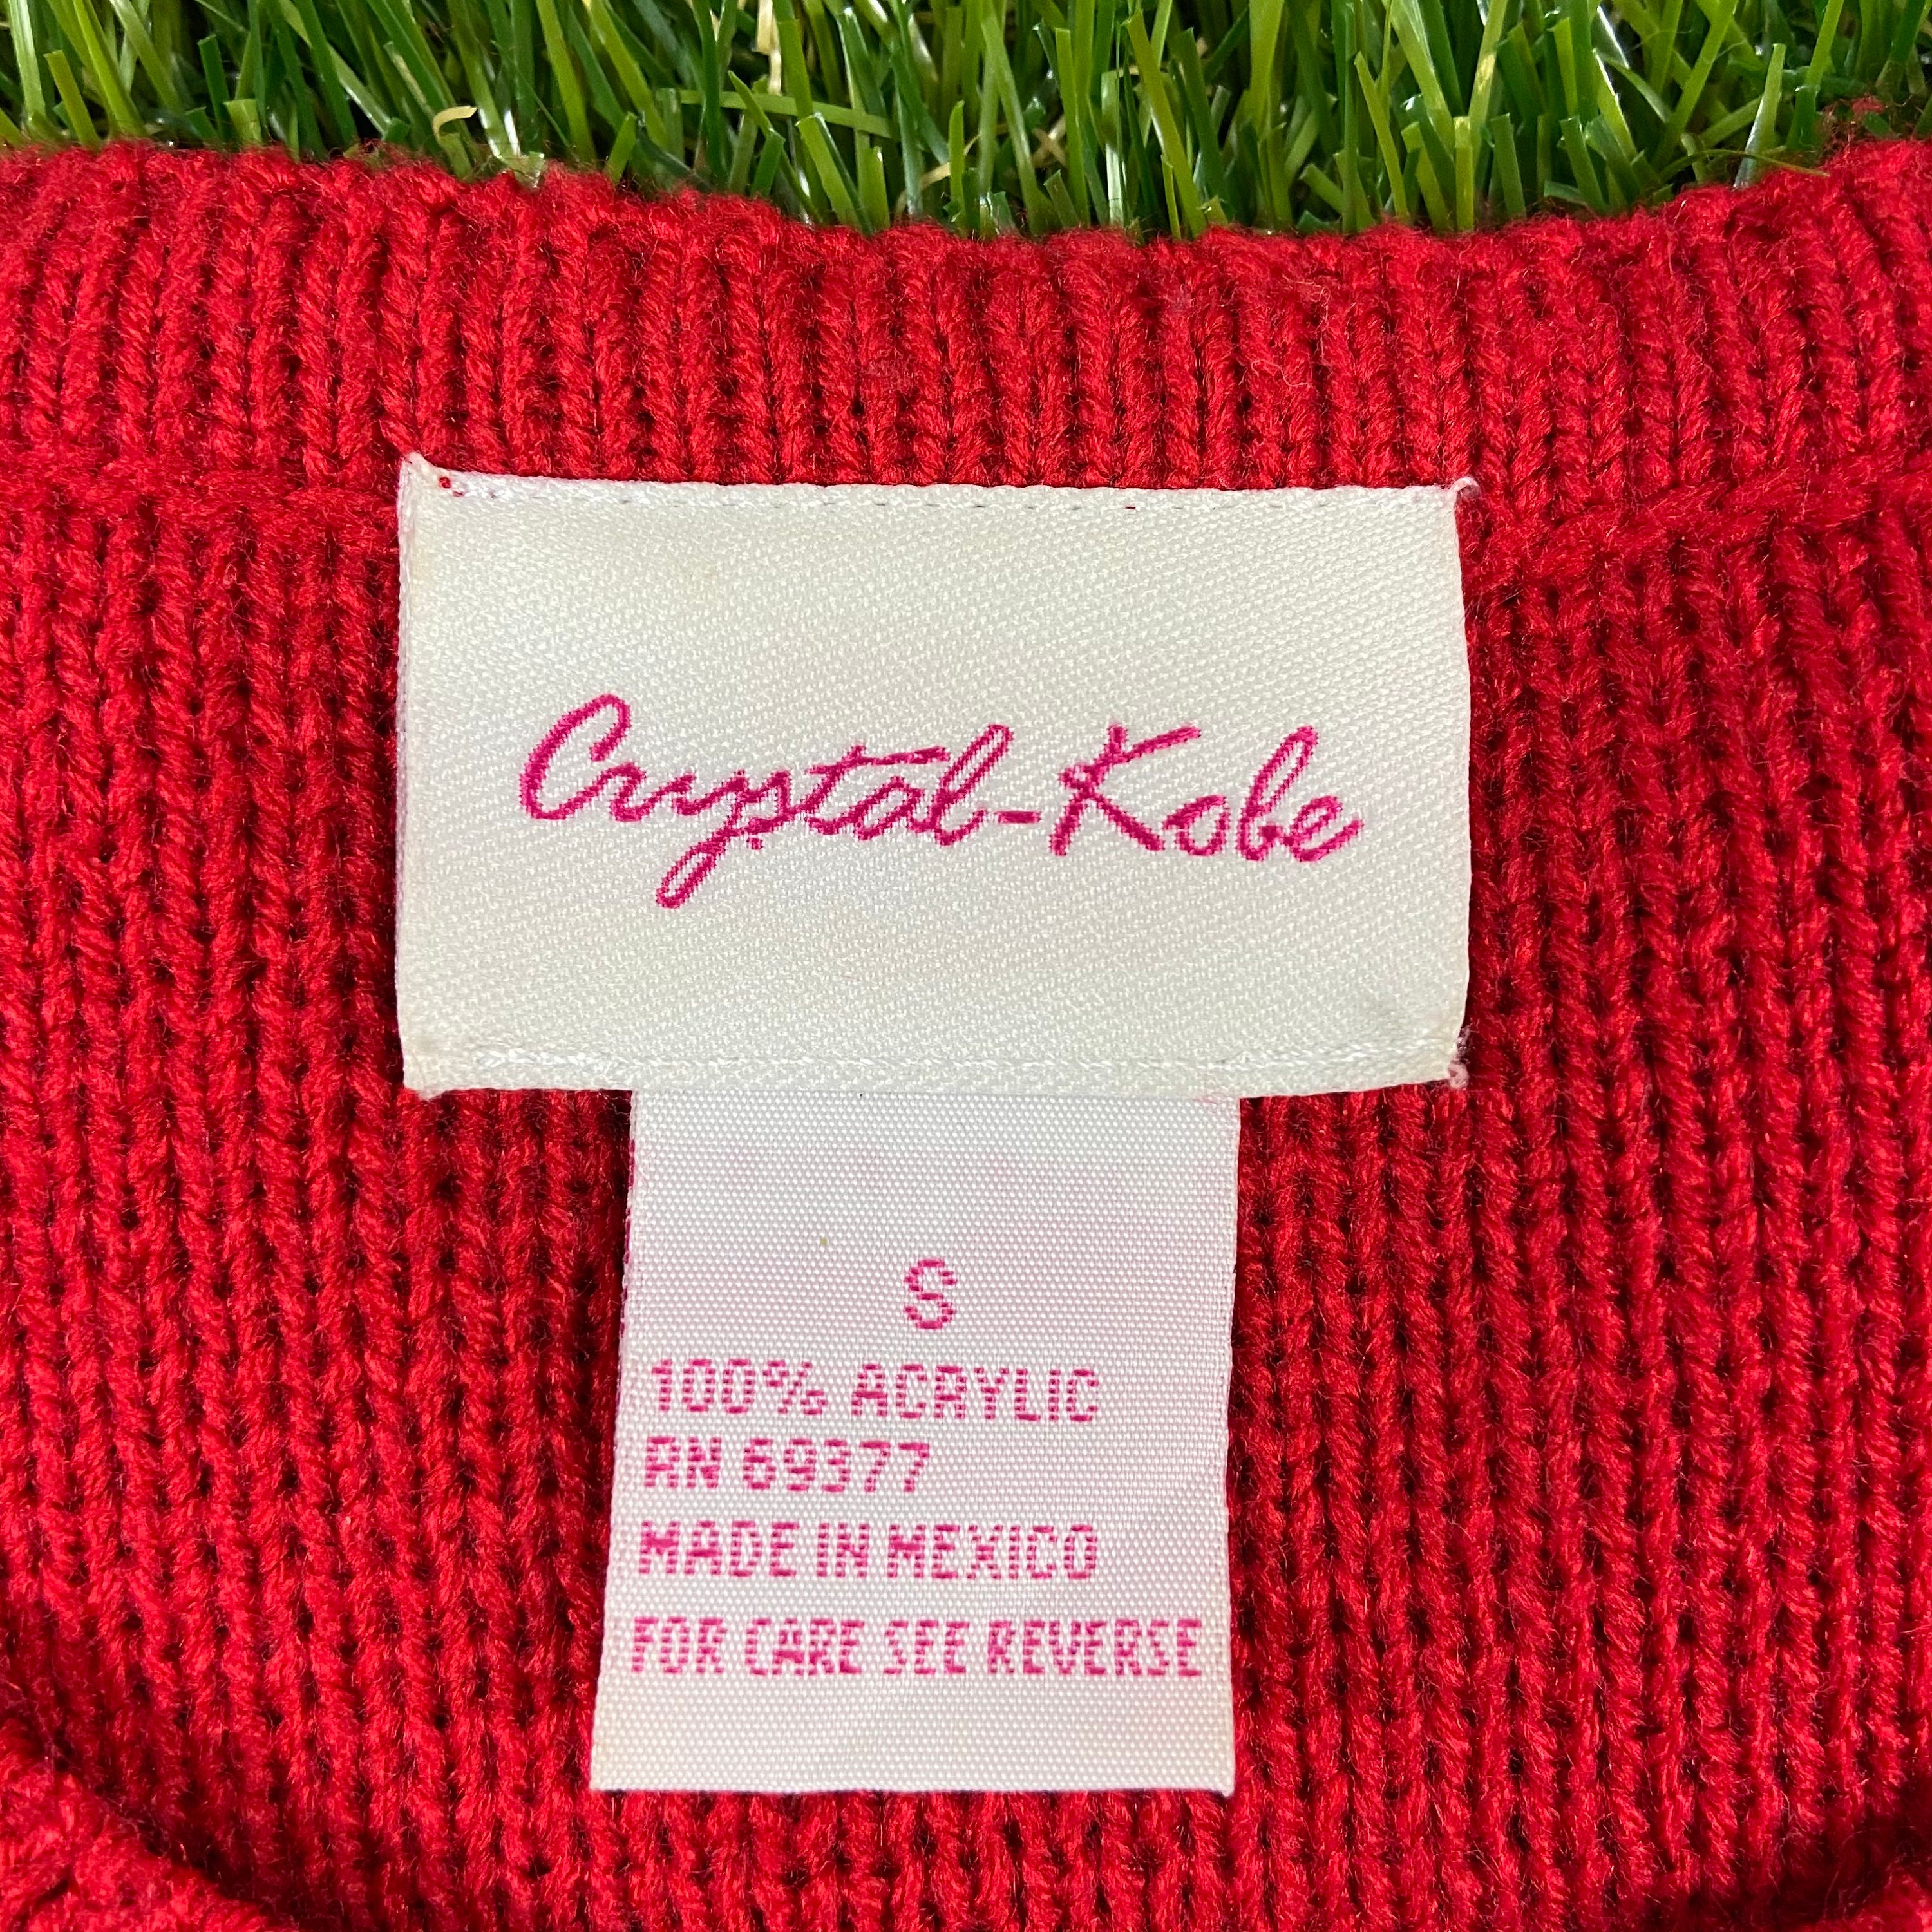 Crystal-Kobe
S
100% ACRYLIC
RN 69377
MADE IN MEXICO
FOR CARE SEE REVERSE